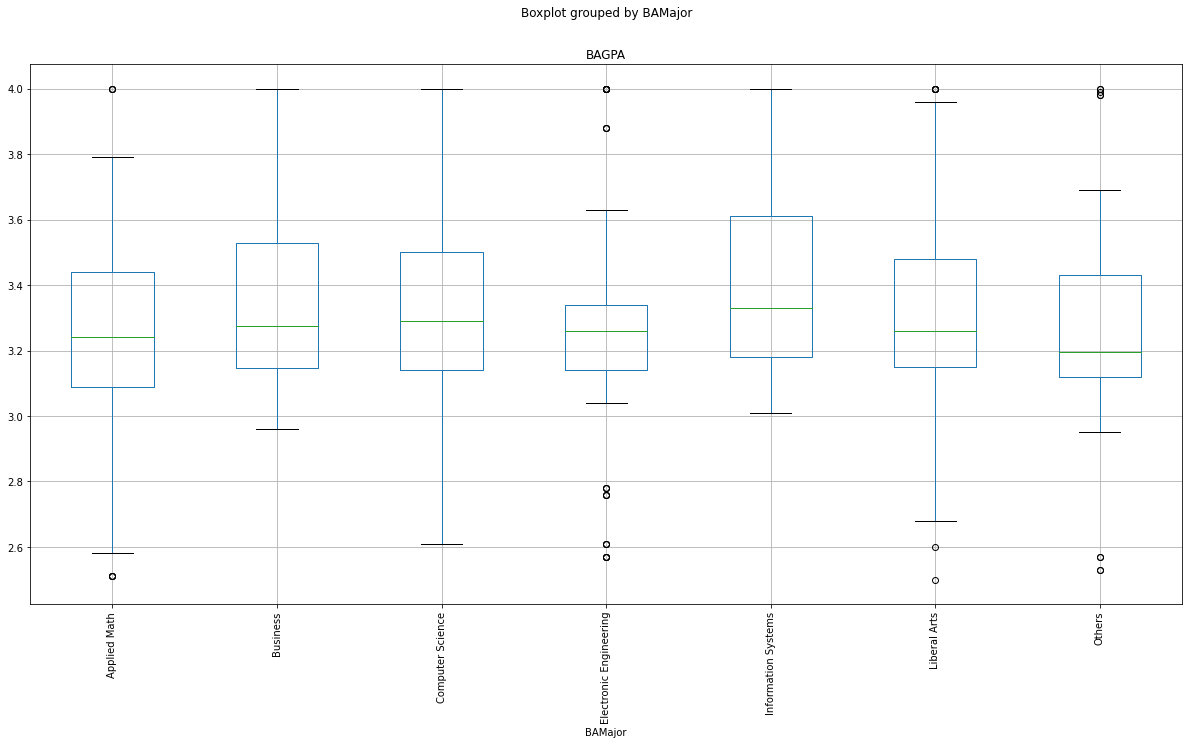 Boxplot grouped by BAMajor
BAGPA
4.0
3.8
3.6
3.4
3.2
3.0
2.8
2.6
Applied Math
Business
Computer Science
Electronic Engineering
Information Systems
Liberal Arts
Others
BAMajor